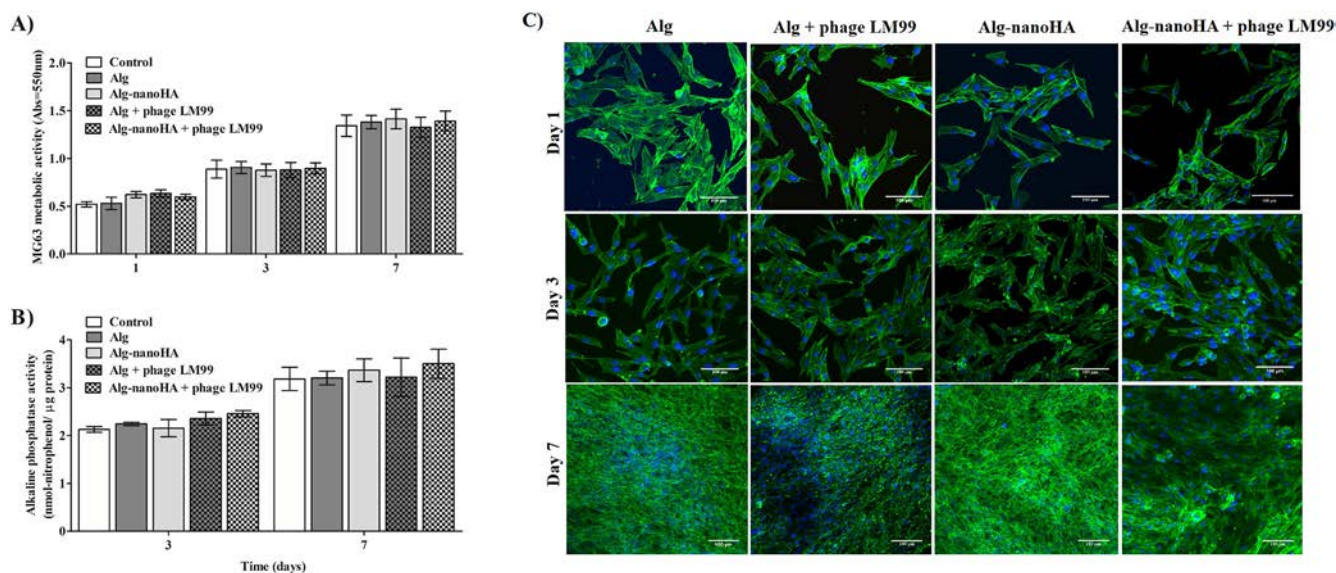 A)
MG63 metabolic activity (Abs=550nm)
2.0
1.5
1.0
0.5
0.0
Control
Alg
Alg-nanoHA
Alg + phage LM99
Alg-nanoHA + phage LM99
1 3 7
B)
Alkaline phosphatase activity
(nmol-nitrophenol/ µg protein)
4
3
2
1
0
Control
Alg
Alg-nanoHA
Alg + phage LM99
Alg-nanoHA + phage LM99
3 7
Time (days)
C)
Alg Alg + phage LM99 Alg-nanoHA Alg-nanoHA + phage LM99
Day 1
Day 3
Day 7